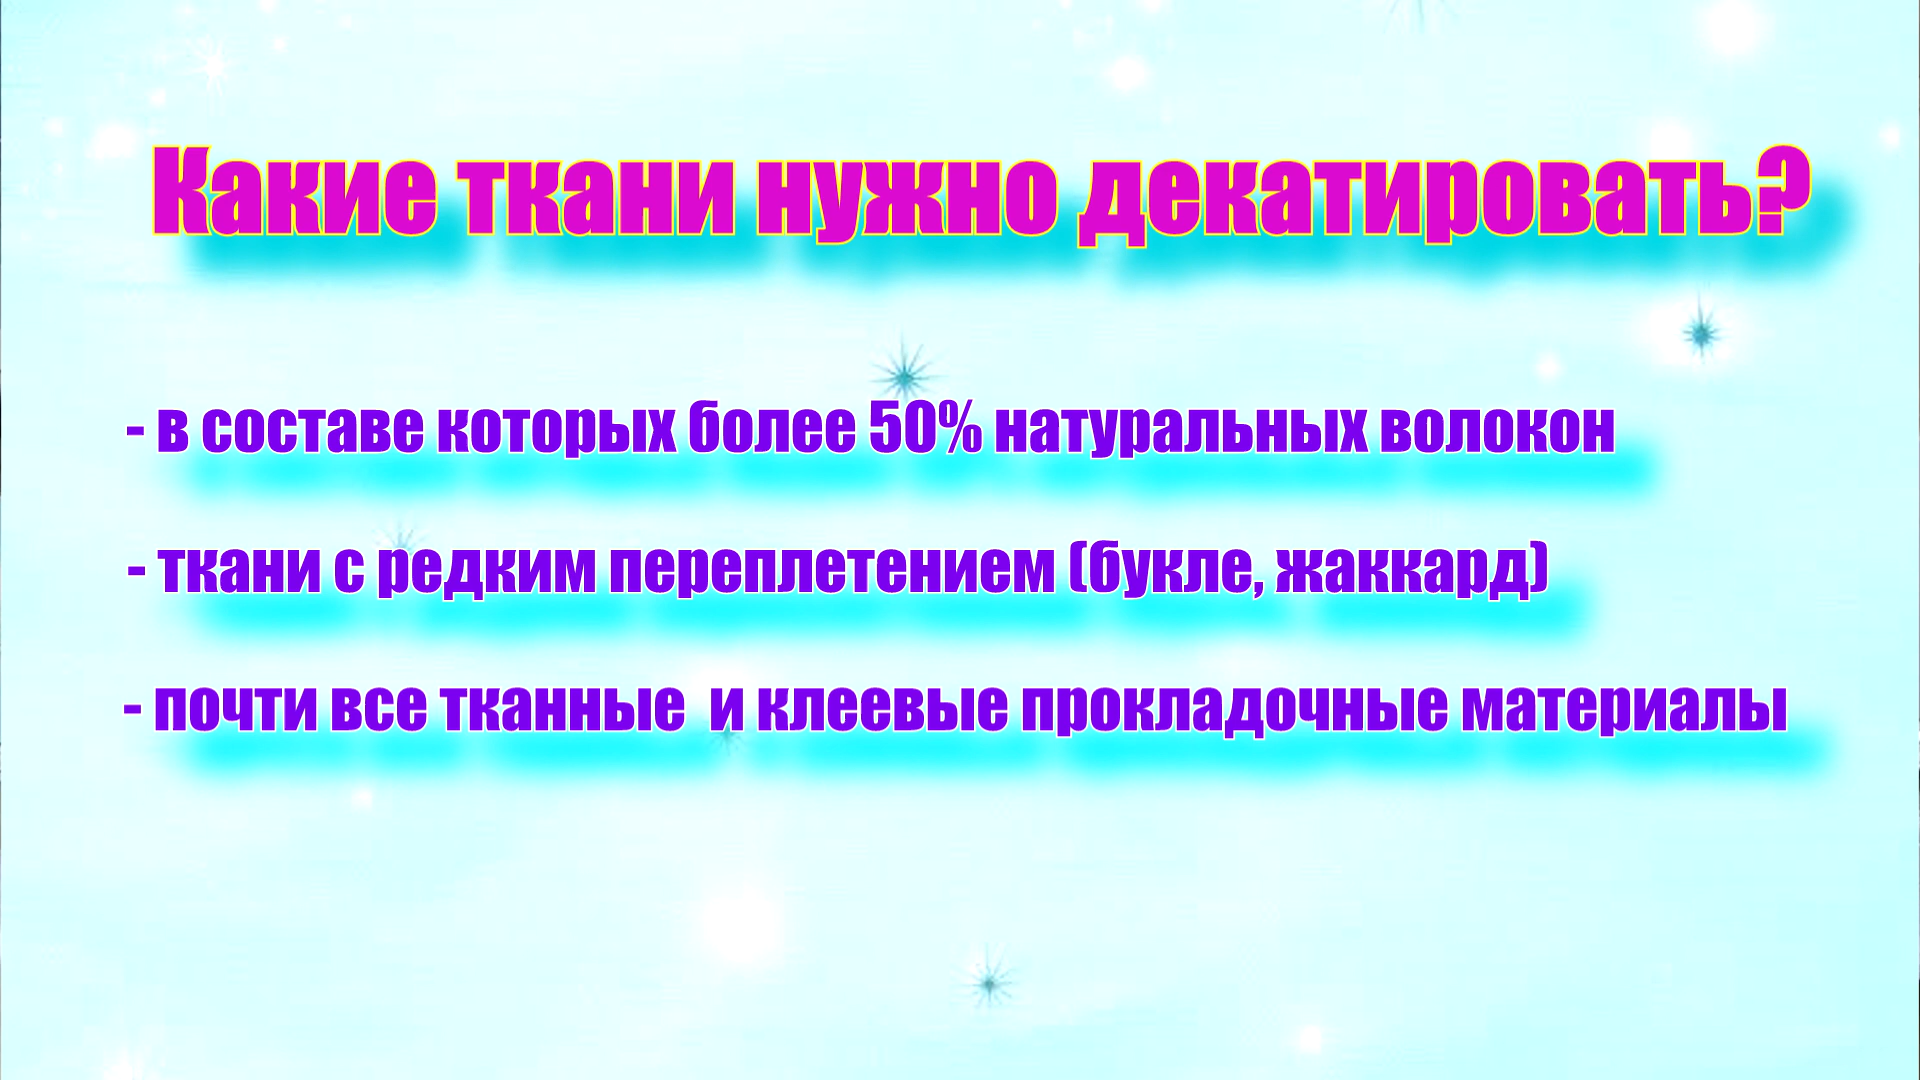 Какие ткани нужно декатировать?
- в составе которых более 50% натуральных волокон
- ткани с редким переплетением (букле, жаккард)
- почти все тканные  и клеевые прокладочные материалы